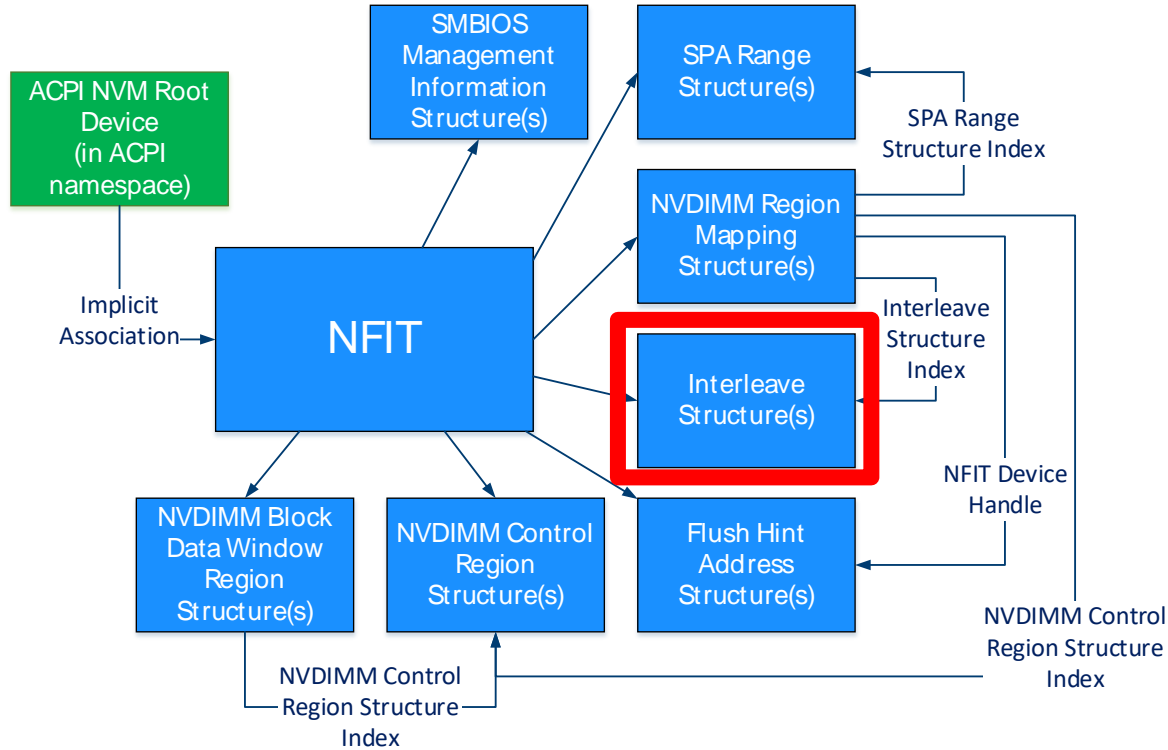 SMBIOS
Management
Information
Structure(s)
SPA Range
Structure(s)
ACPI NVM Root
Device
(in ACPI
namespace)
SPA Range
Structure Index
NVDIMM Region
Mapping
Structure(s)
Implicit
Association
NFIT
Interleave
Structure
Index
Interleave
Structure(s)
NFIT Device
Handle
NVDIMM Block
Data Window
Region
Structure(s)
NVDIMM Control
Region
Structure(s)
Flush Hint
Address
Structure(s)
NVDIMM Control
Region Structure
Index
NVDIMM Control
Region Structure
Index